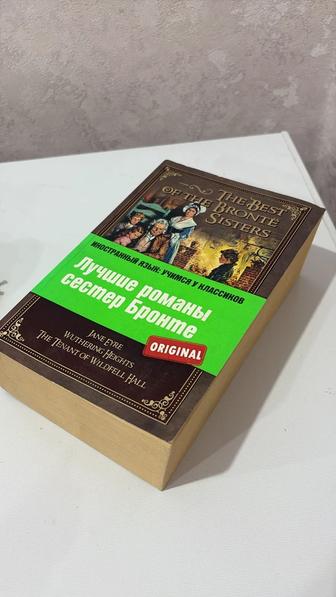 THE BEST
OF THE BRONTË
SISTERS
ИНОСТРАННЫЙ ЯЗЫК: УЧИМСЯ У КЛАССИКОВ
Лучшие романы
сестер Бронте
ORIGINAL
JANE EYRE
WUTHERING HEIGHTS
THE TENANT OF WILDFELL HALL